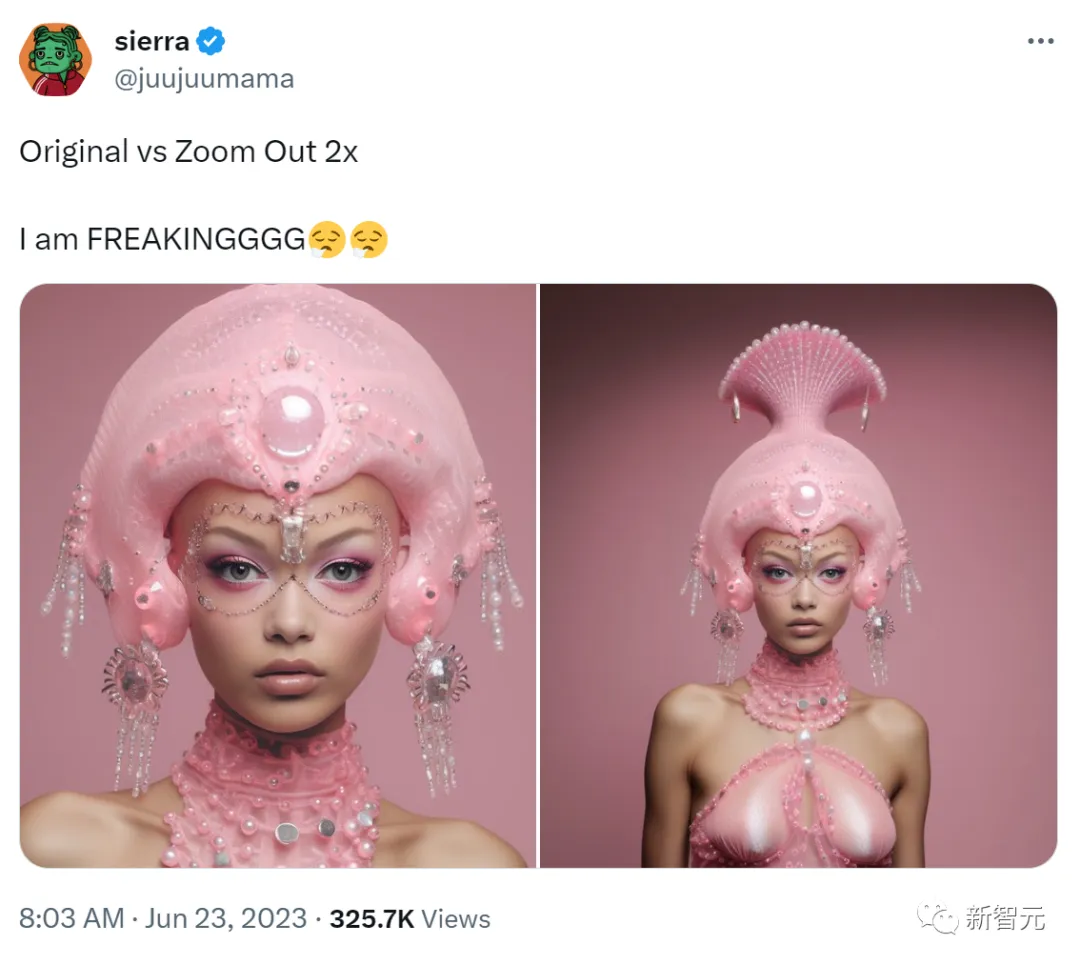 sierra
@juujuumama
Original vs Zoom Out 2x
I am FREAKINGGGG😮‍💨😮‍💨
8:03 AM · Jun 23, 2023 · 325.7K Views
新智元